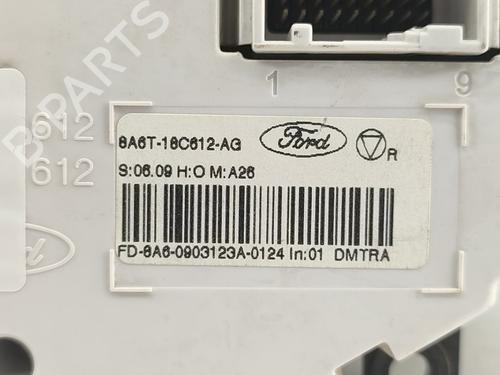 B-PARTS
1 9
612
612
8A6T-18C612-AG
Ford
R
S:06.09 H:O M:A26
FD-8A6-0903123A-0124 In:01 DMTRA
Ford